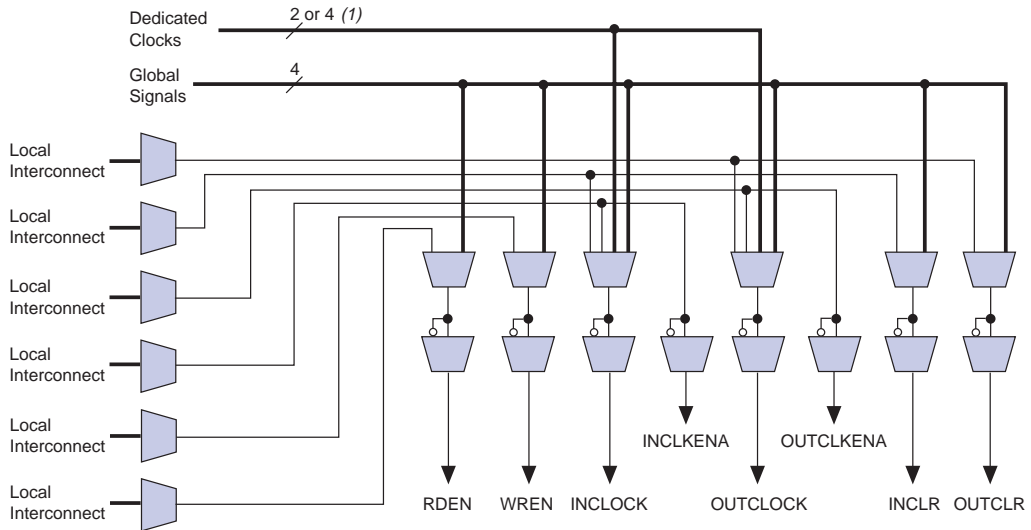 Dedicated
Clocks
2 or 4 (1)
Global
Signals
4
Local
Interconnect
Local
Interconnect
Local
Interconnect
Local
Interconnect
Local
Interconnect
Local
Interconnect
INCLKENA
OUTCLKENA
RDEN
WREN
INCLOCK
OUTCLOCK
INCLR
OUTCLR